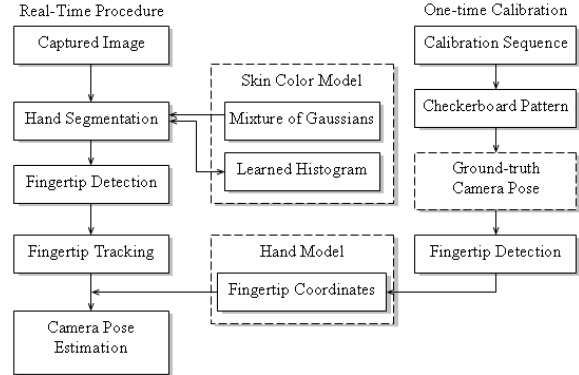 Real-Time Procedure
One-time Calibration
Captured Image
Calibration Sequence
Skin Color Model
Hand Segmentation
Mixture of Gaussians
Checkerboard Pattern
Learned Histogram
Fingertip Detection
Ground-truth
Camera Pose
Fingertip Tracking
Hand Model
Fingertip Detection
Fingertip Coordinates
Camera Pose
Estimation